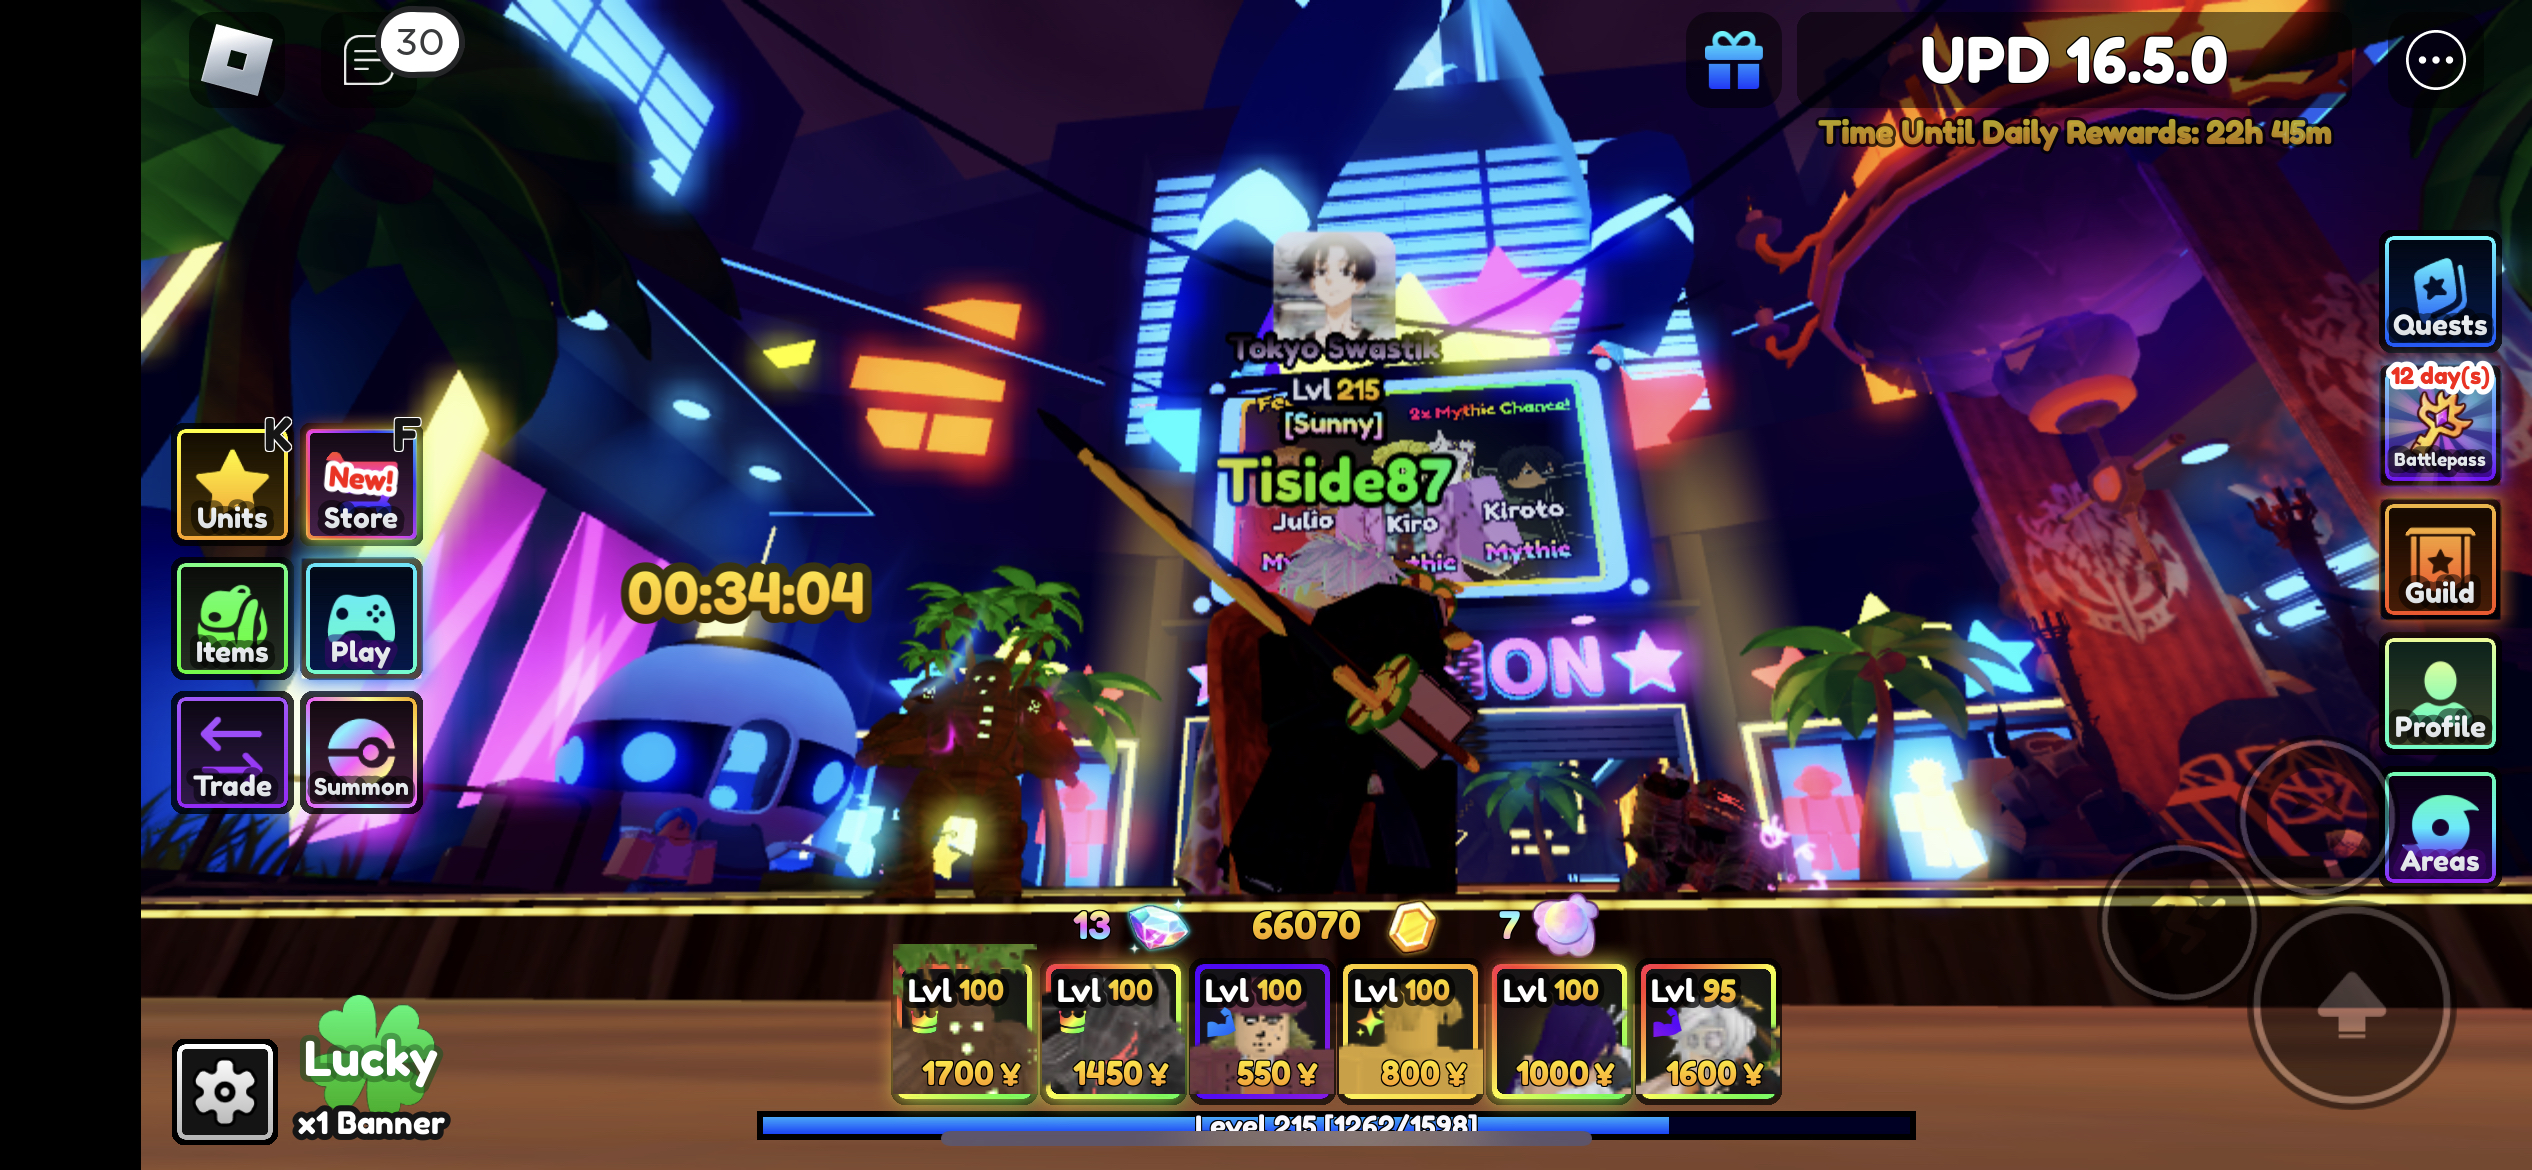 30
UPD 16.5.0
Time Until Daily Rewards: 22h 45m
Tokyo Swastik
Lvl 215
[Sunny]
Tiside87
2x Mythic Chance!
Julio
Kiro
Kiroto
Mythic
ION
00:34:04
K
Units
F
New!
Store
Items
Play
Trade
Summon
Quests
12 day(s)
Battlepass
Guild
Profile
Areas
13
66070
7
Lvl 100
1700 ¥
Lvl 100
1450 ¥
Lvl 100
550 ¥
Lvl 100
800 ¥
Lvl 100
1000 ¥
Lvl 95
1600 ¥
Level 215 [1262/1598]
Lucky
x1 Banner